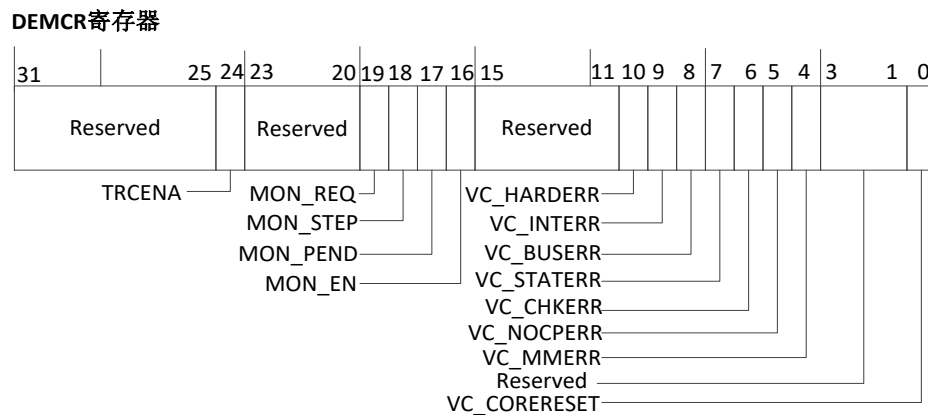 DEMCR寄存器
31 25 24 23 20 19 18 17 16 15 11 10 9 8 7 6 5 4 3 1 0
Reserved Reserved Reserved
TRCENA MON_REQ VC_HARDERR
MON_STEP VC_INTERR
MON_PEND VC_BUSERR
MON_EN VC_STATERR
VC_CHKERR
VC_NOCPERR
VC_MMERR
Reserved
VC_CORERESET